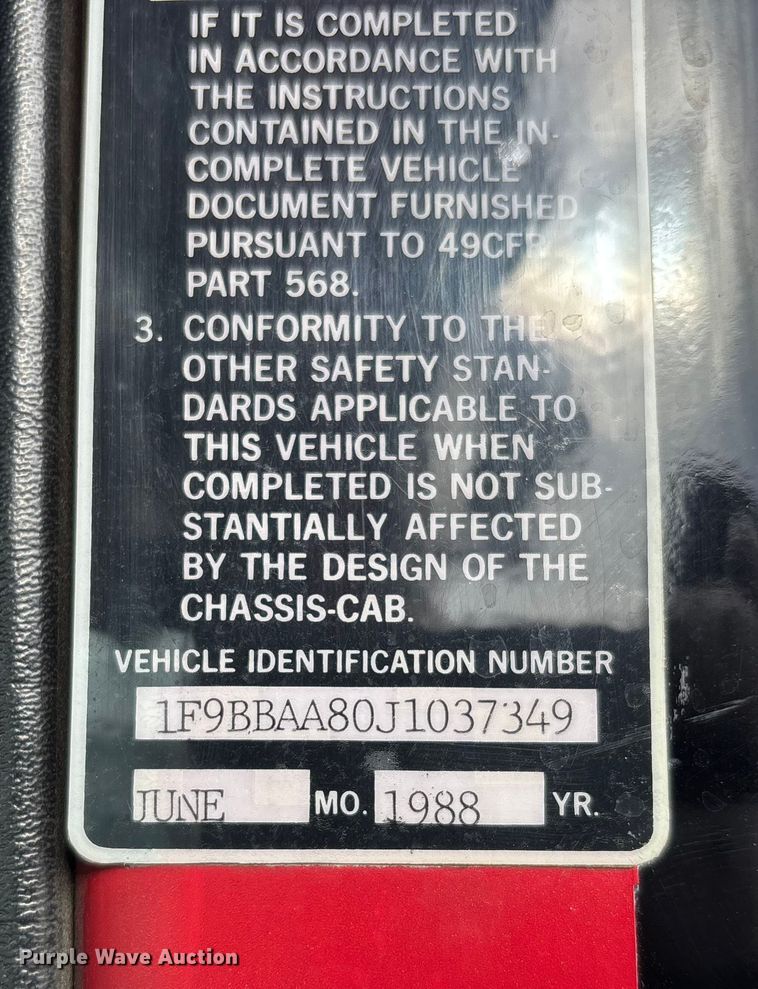 IF IT IS COMPLETED
IN ACCORDANCE WITH
THE INSTRUCTIONS
CONTAINED IN THE IN-
COMPLETE VEHICLE
DOCUMENT FURNISHED
PURSUANT TO 49CFR
PART 568.
3. CONFORMITY TO THE
OTHER SAFETY STAN-
DARDS APPLICABLE TO
THIS VEHICLE WHEN
COMPLETED IS NOT SUB-
STANTIALLY AFFECTED
BY THE DESIGN OF THE
CHASSIS-CAB.
VEHICLE IDENTIFICATION NUMBER
1F9BBAA80J1037349
JUNE MO. 1988 YR.
Purple Wave Auction